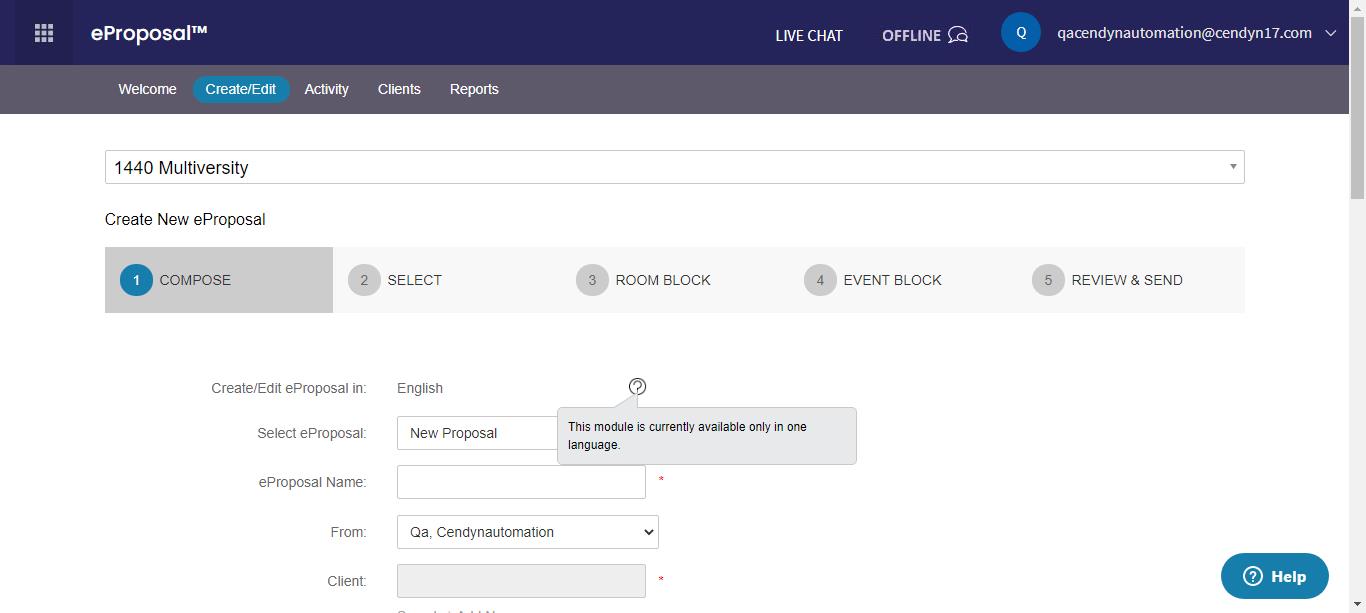 eProposal™
LIVE CHAT
OFFLINE
Q
qacendynautomation@cendyn17.com
Welcome
Create/Edit
Activity
Clients
Reports
1440 Multiversity
Create New eProposal
1 COMPOSE
2 SELECT
3 ROOM BLOCK
4 EVENT BLOCK
5 REVIEW & SEND
Create/Edit eProposal in: English ?
This module is currently available only in one
language.
Select eProposal: New Proposal
eProposal Name: *
From: Qa, Cendynautomation
Client: *
? Help